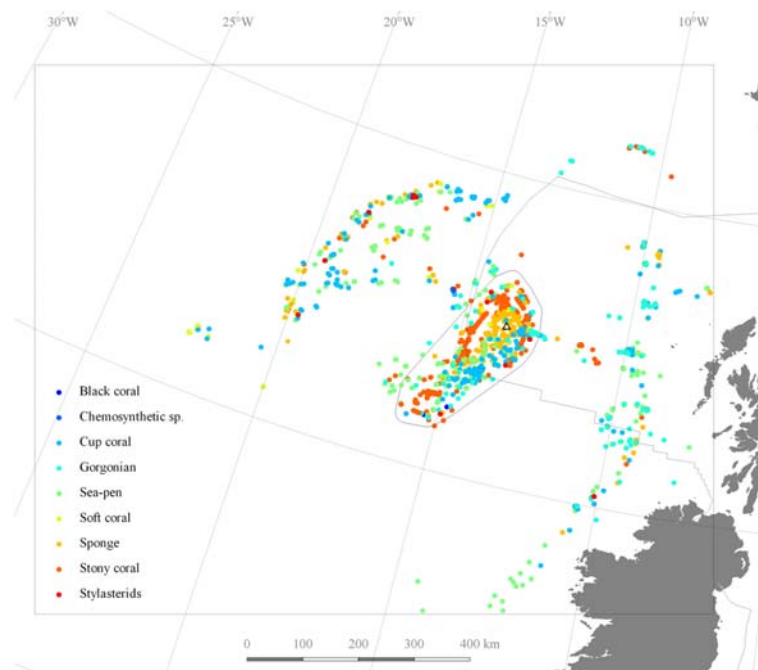 30°W 25°W 20°W 15°W 10°W
Black coral
Chemosynthetic sp.
Cup coral
Gorgonian
Sea-pen
Soft coral
Sponge
Stony coral
Stylasterids
0 100 200 300 400 km